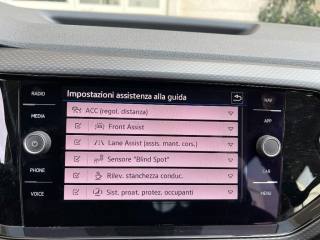 Impostazioni assistenza alla guida
RADIO
MEDIA
PHONE
VOICE
ACC (regol. distanza)
Front Assist
Lane Assist (assis. mant. cors.)
Sensore "Blind Spot"
Rilev. stanchezza conduc.
Sist. proat. protez. occupanti
NAV
APP
CAR
MENU